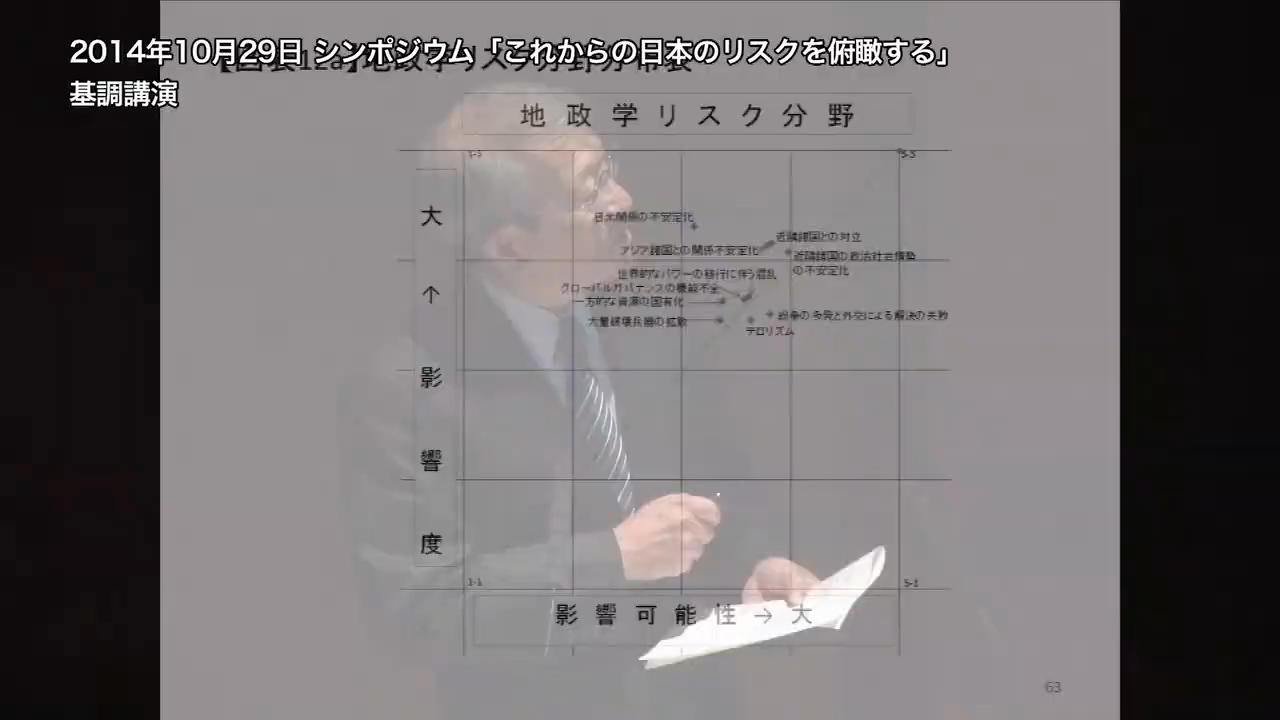 2014年10月29日 シンポジウム「これからの日本のリスクを俯瞰する」
基調講演
地政学リスク分野
1-5
5-5
大
↑
影
響
度
日米関係の不安定化
近隣諸国との対立
アジア諸国との関係不安定化
近隣諸国の政治社会情勢
の不安定化
世界的なパワーの移行に伴う混乱
グローバルガバナンスの機能不全
一方的な資源の国有化
紛争の多発と外交による解決の失敗
大量破壊兵器の拡散
テロリズム
1-1
5-1
影響可能性→大
63